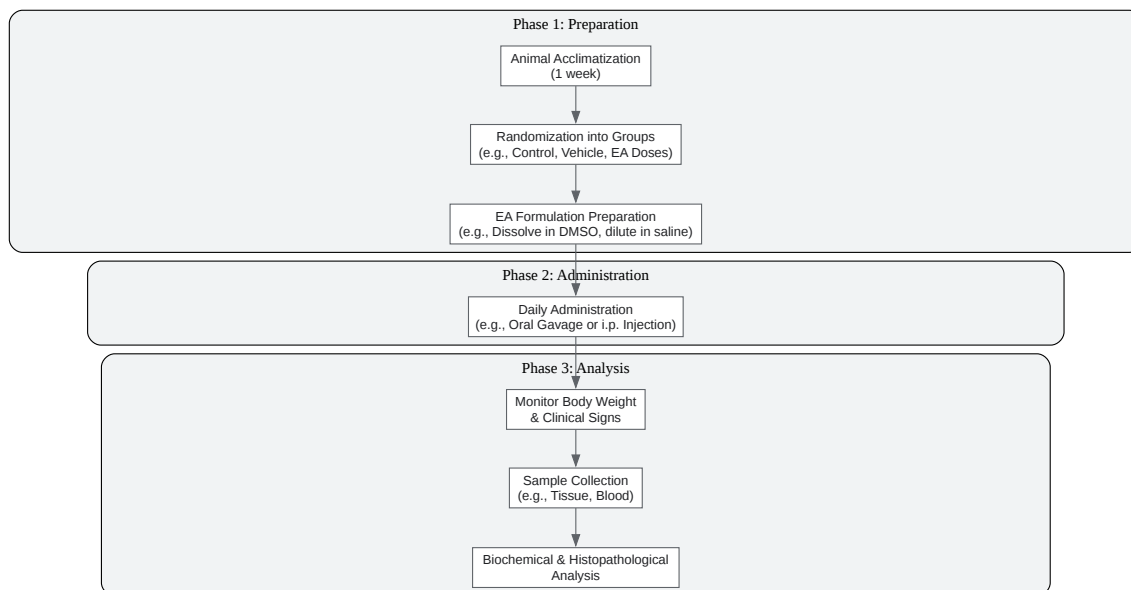 Phase 1: Preparation
Animal Acclimatization
(1 week)
Randomization into Groups
(e.g., Control, Vehicle, EA Doses)
EA Formulation Preparation
(e.g., Dissolve in DMSO, dilute in saline)
Phase 2: Administration
Daily Administration
(e.g., Oral Gavage or i.p. Injection)
Phase 3: Analysis
Monitor Body Weight
& Clinical Signs
Sample Collection
(e.g., Tissue, Blood)
Biochemical & Histopathological
Analysis